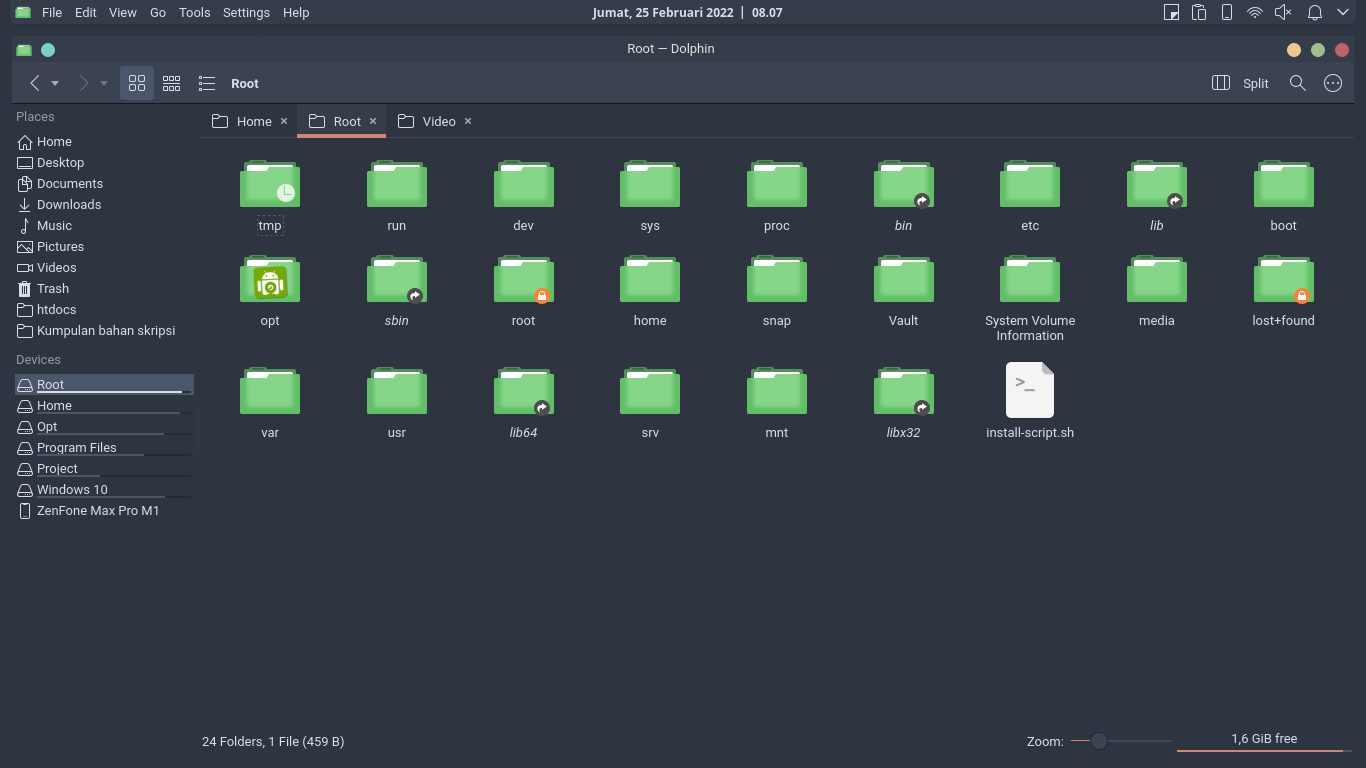 File Edit View Go Tools Settings Help Jumat, 25 Februari 2022 | 08.07
Root — Dolphin
Root Split
Places
Home
Desktop
Documents
Downloads
Music
Pictures
Videos
Trash
htdocs
Kumpulan bahan skripsi
Devices
Root
Home
Opt
Program Files
Project
Windows 10
ZenFone Max Pro M1
Home Root Video
tmp run dev sys proc bin etc lib boot
opt sbin root home snap Vault System Volume Information media lost+found
var usr lib64 srv mnt libx32 >_ install-script.sh
24 Folders, 1 File (459 B) Zoom: 1,6 GiB free